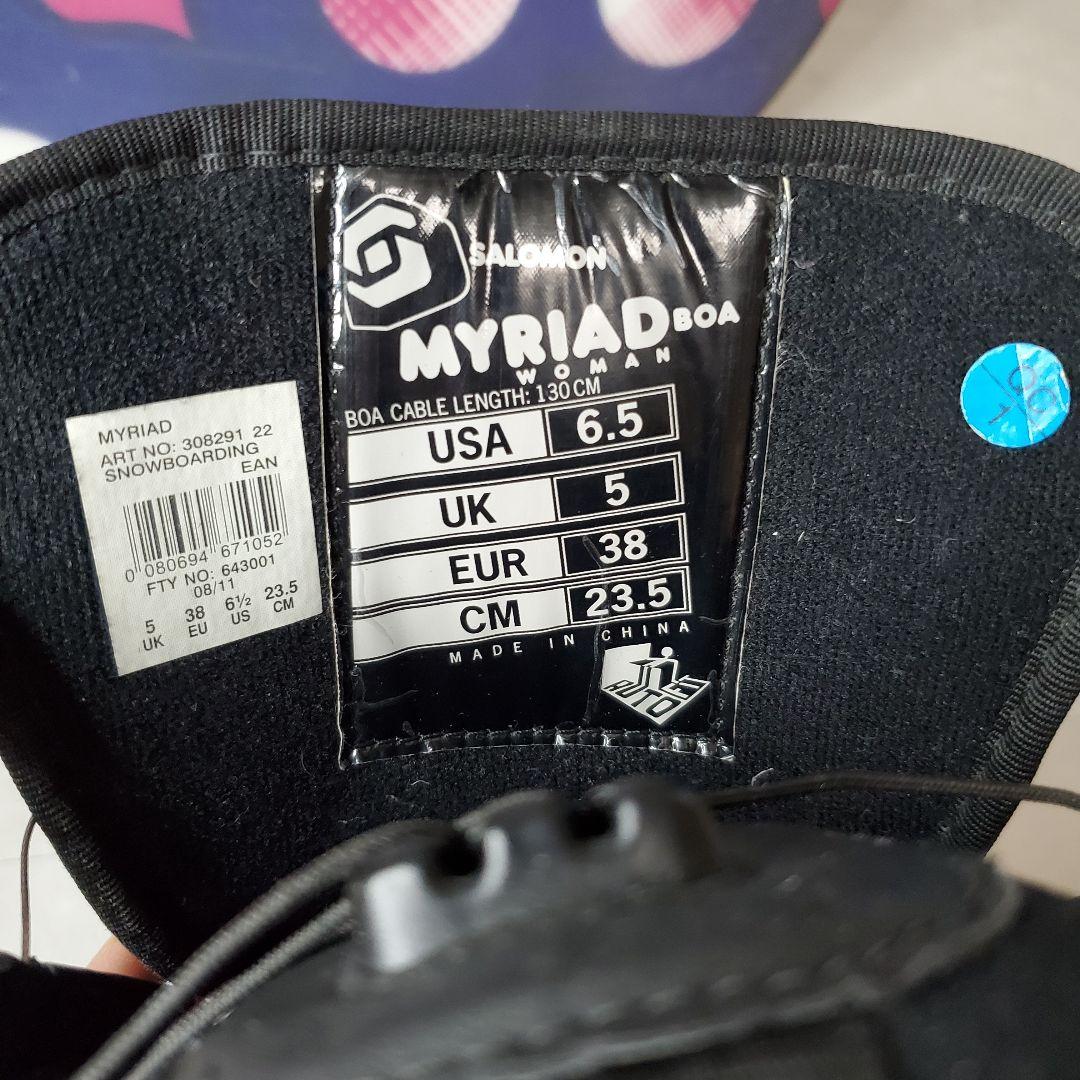 SALOMON
MYRIAD BOA
WOMAN
BOA CABLE LENGTH: 130 CM
USA 6.5
UK 5
EUR 38
CM 23.5
MADE IN CHINA
AUTOFIT
MYRIAD
ART NO: 308291 22
SNOWBOARDING
EAN
0 080694 671052
FTY NO: 643001
08/11
5 38 6½ 23.5
UK EU US CM